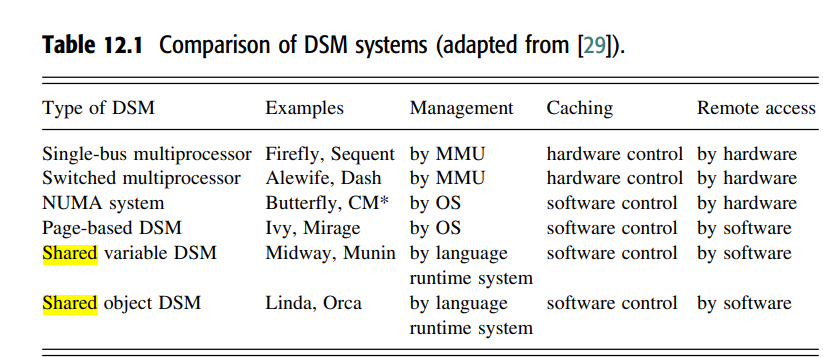 Table 12.1 Comparison of DSM systems (adapted from [29]).
Type of DSM Examples Management Caching Remote access
Single-bus multiprocessor Firefly, Sequent by MMU hardware control by hardware
Switched multiprocessor Alewife, Dash by MMU hardware control by hardware
NUMA system Butterfly, CM* by OS software control by hardware
Page-based DSM Ivy, Mirage by OS software control by software
Shared variable DSM Midway, Munin by language software control by software
runtime system
Shared object DSM Linda, Orca by language software control by software
runtime system